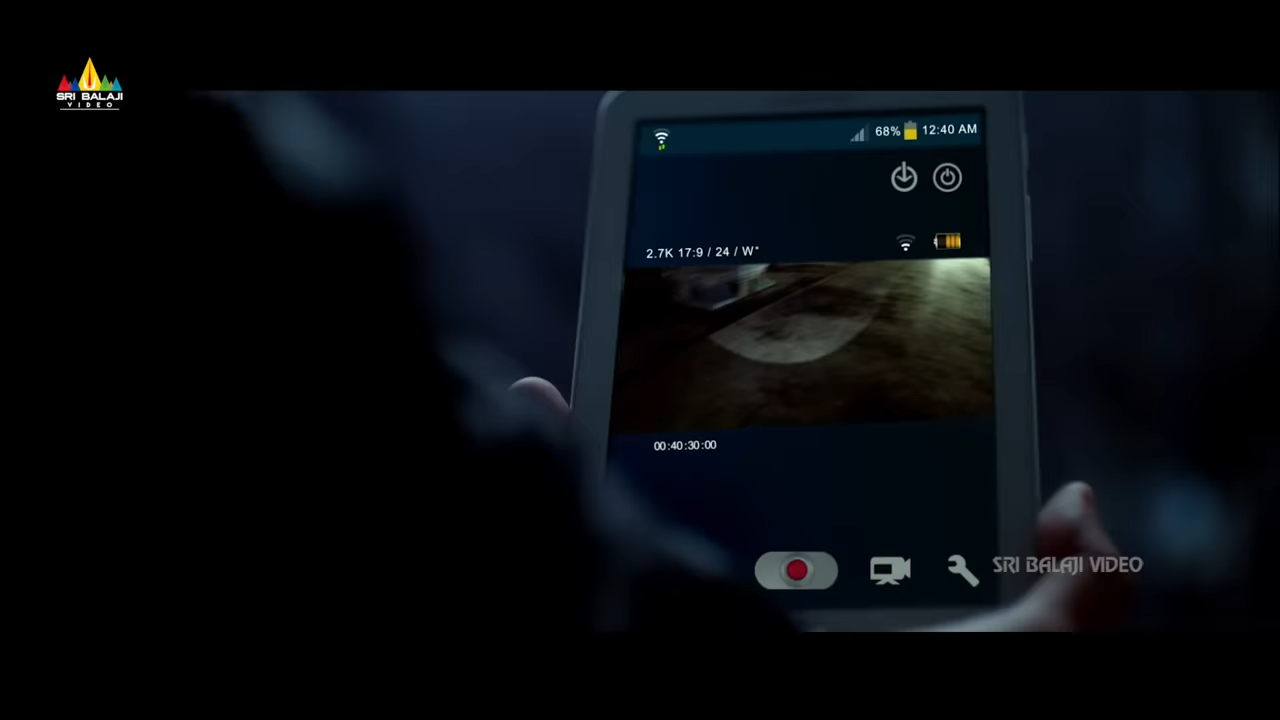 SRI BALAJI
VIDEO
68% 12:40 AM
2.7K 17:9 / 24 / W*
00:40:30:00
SRI BALAJI VIDEO